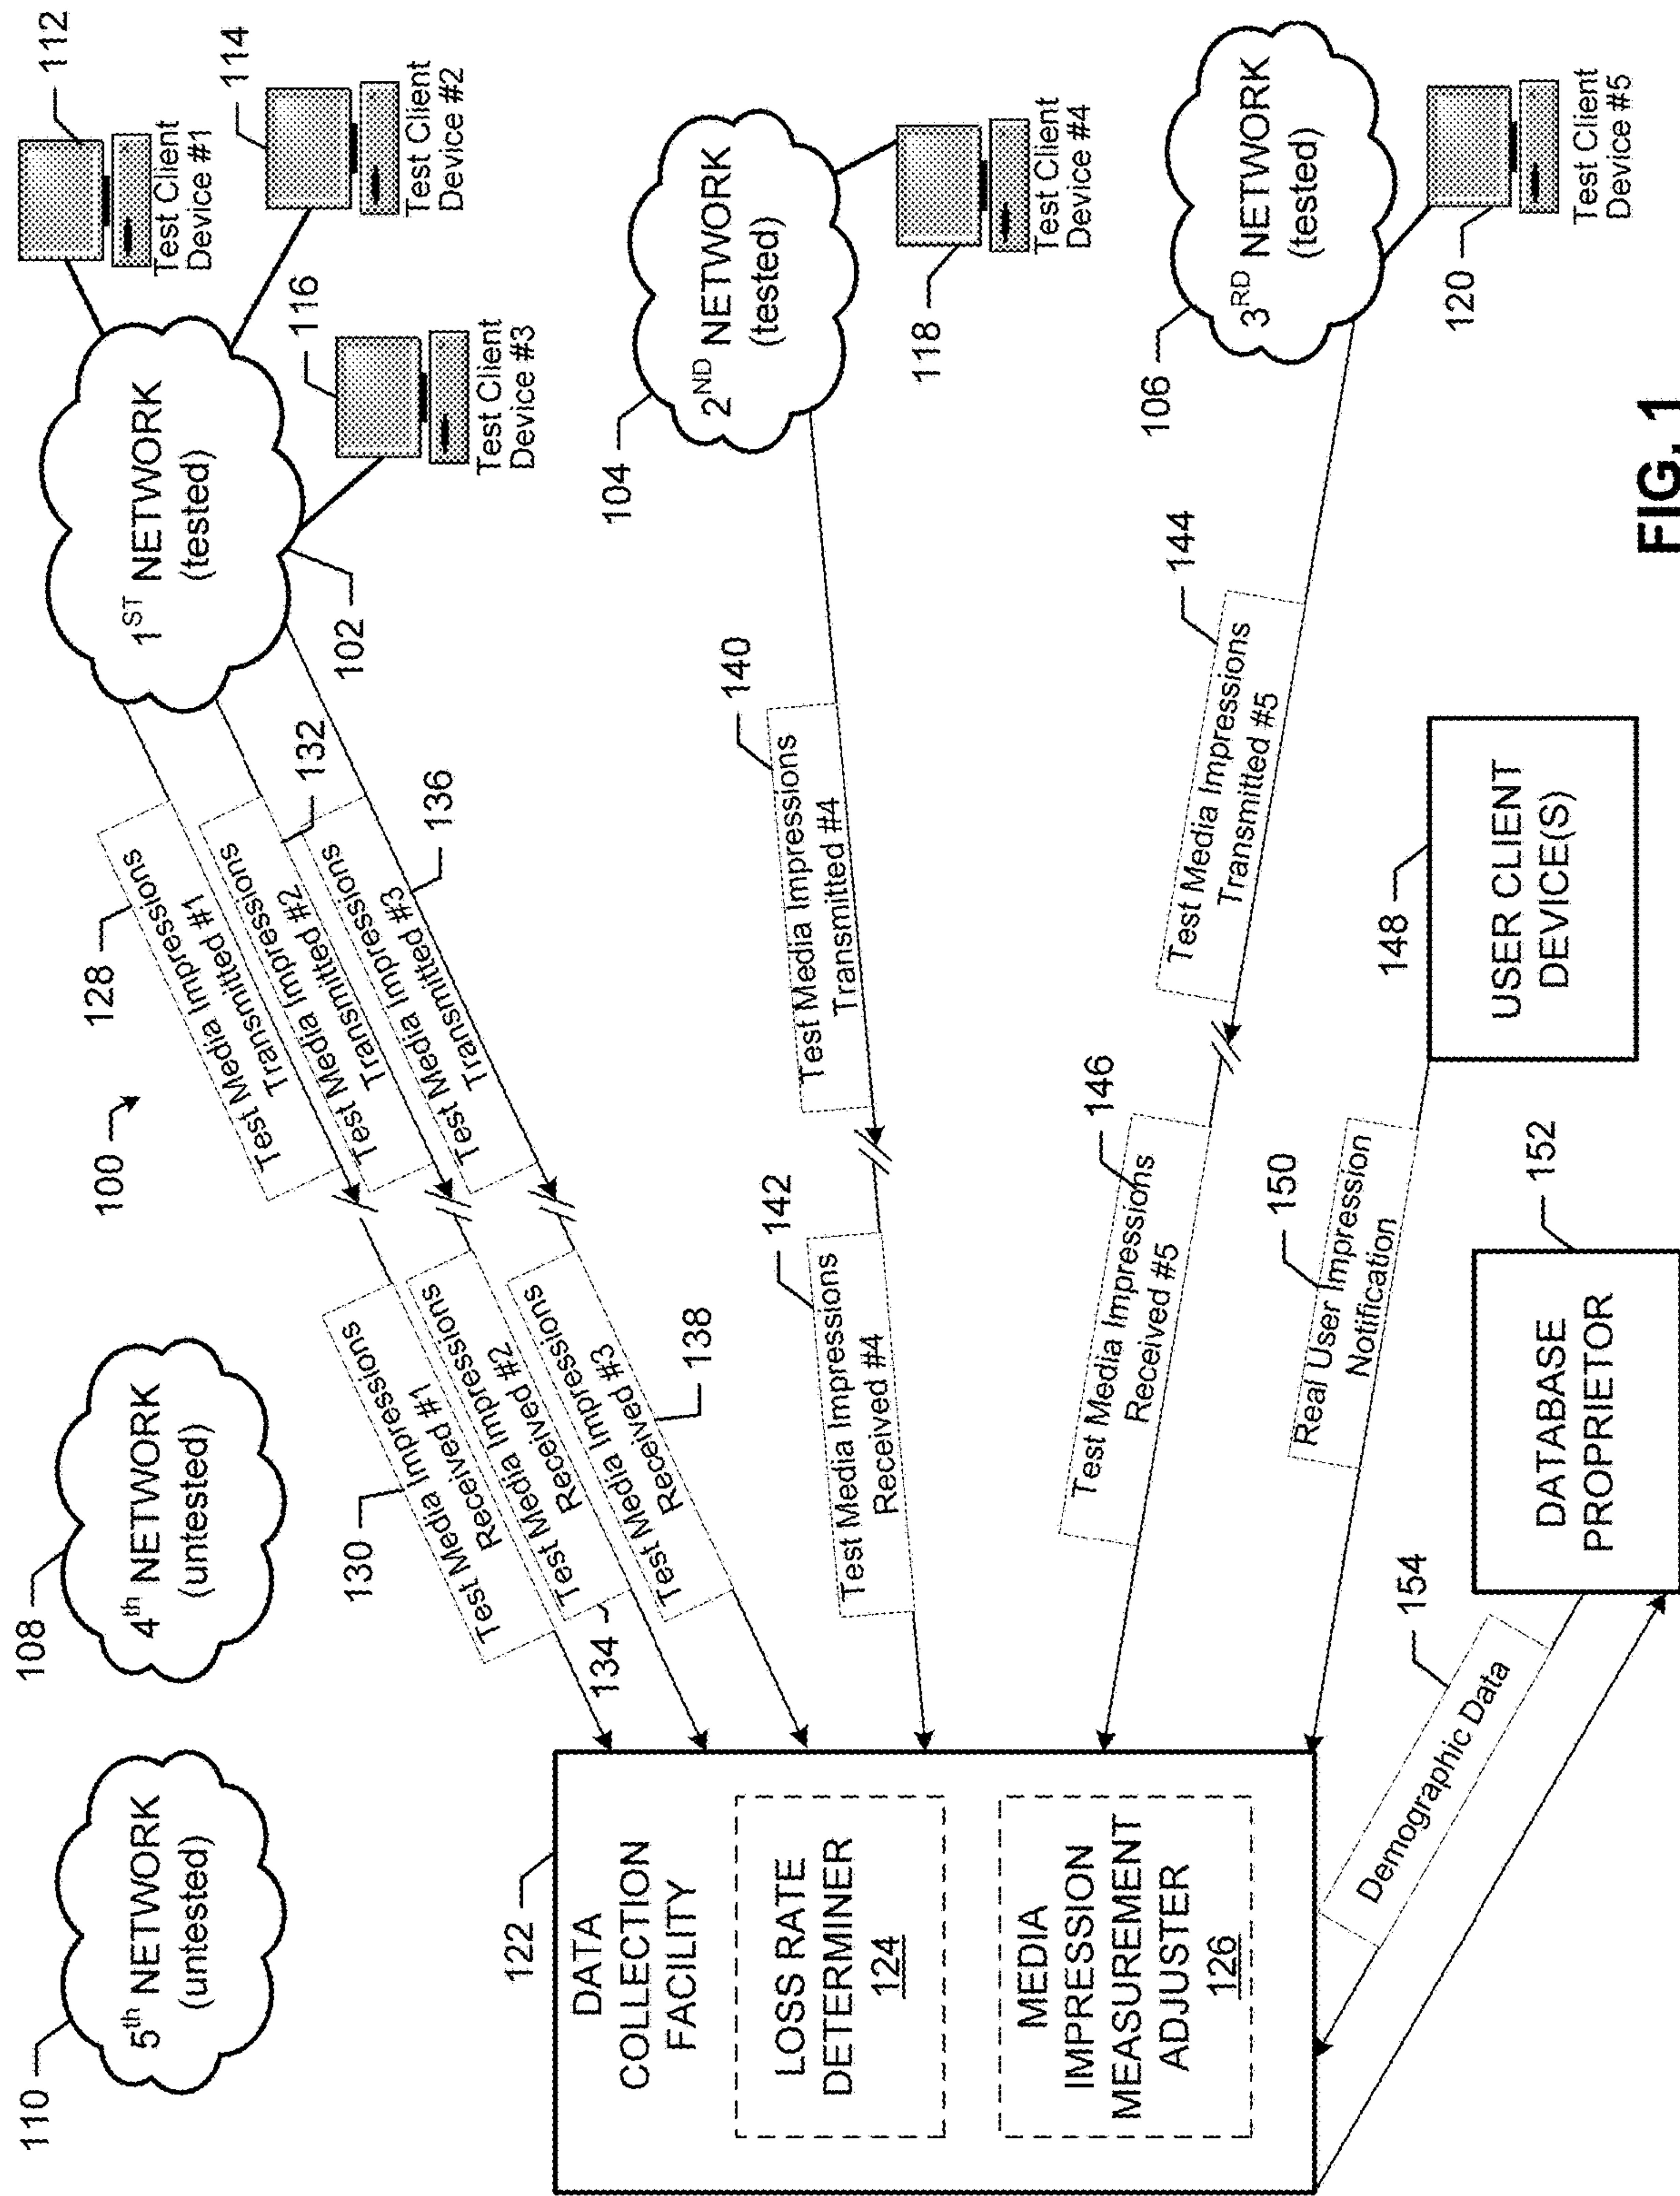 110
5th NETWORK
(untested)
108
4th NETWORK
(untested)
100
1ST NETWORK
(tested)
102
112
Test Client
Device #1
114
Test Client
Device #2
116
Test Client
Device #3
128
Test Media Impressions
Transmitted #1
132
Test Media Impressions
Transmitted #2
136
Test Media Impressions
Transmitted #3
130
Test Media Impressions
Received #1
134
Test Media Impressions
Received #2
138
Test Media Impressions
Received #3
104
2ND NETWORK
(tested)
118
Test Client
Device #4
140
Test Media Impressions
Transmitted #4
142
Test Media Impressions
Received #4
106
3RD NETWORK
(tested)
120
Test Client
Device #5
144
Test Media Impressions
Transmitted #5
146
Test Media Impressions
Received #5
122
DATA
COLLECTION
FACILITY
LOSS RATE
DETERMINER
124
MEDIA
IMPRESSION
MEASUREMENT
ADJUSTER
126
148
USER CLIENT
DEVICE(S)
150
Real User Impression
Notification
152
DATABASE
PROPRIETOR
154
Demographic Data
FIG. 1